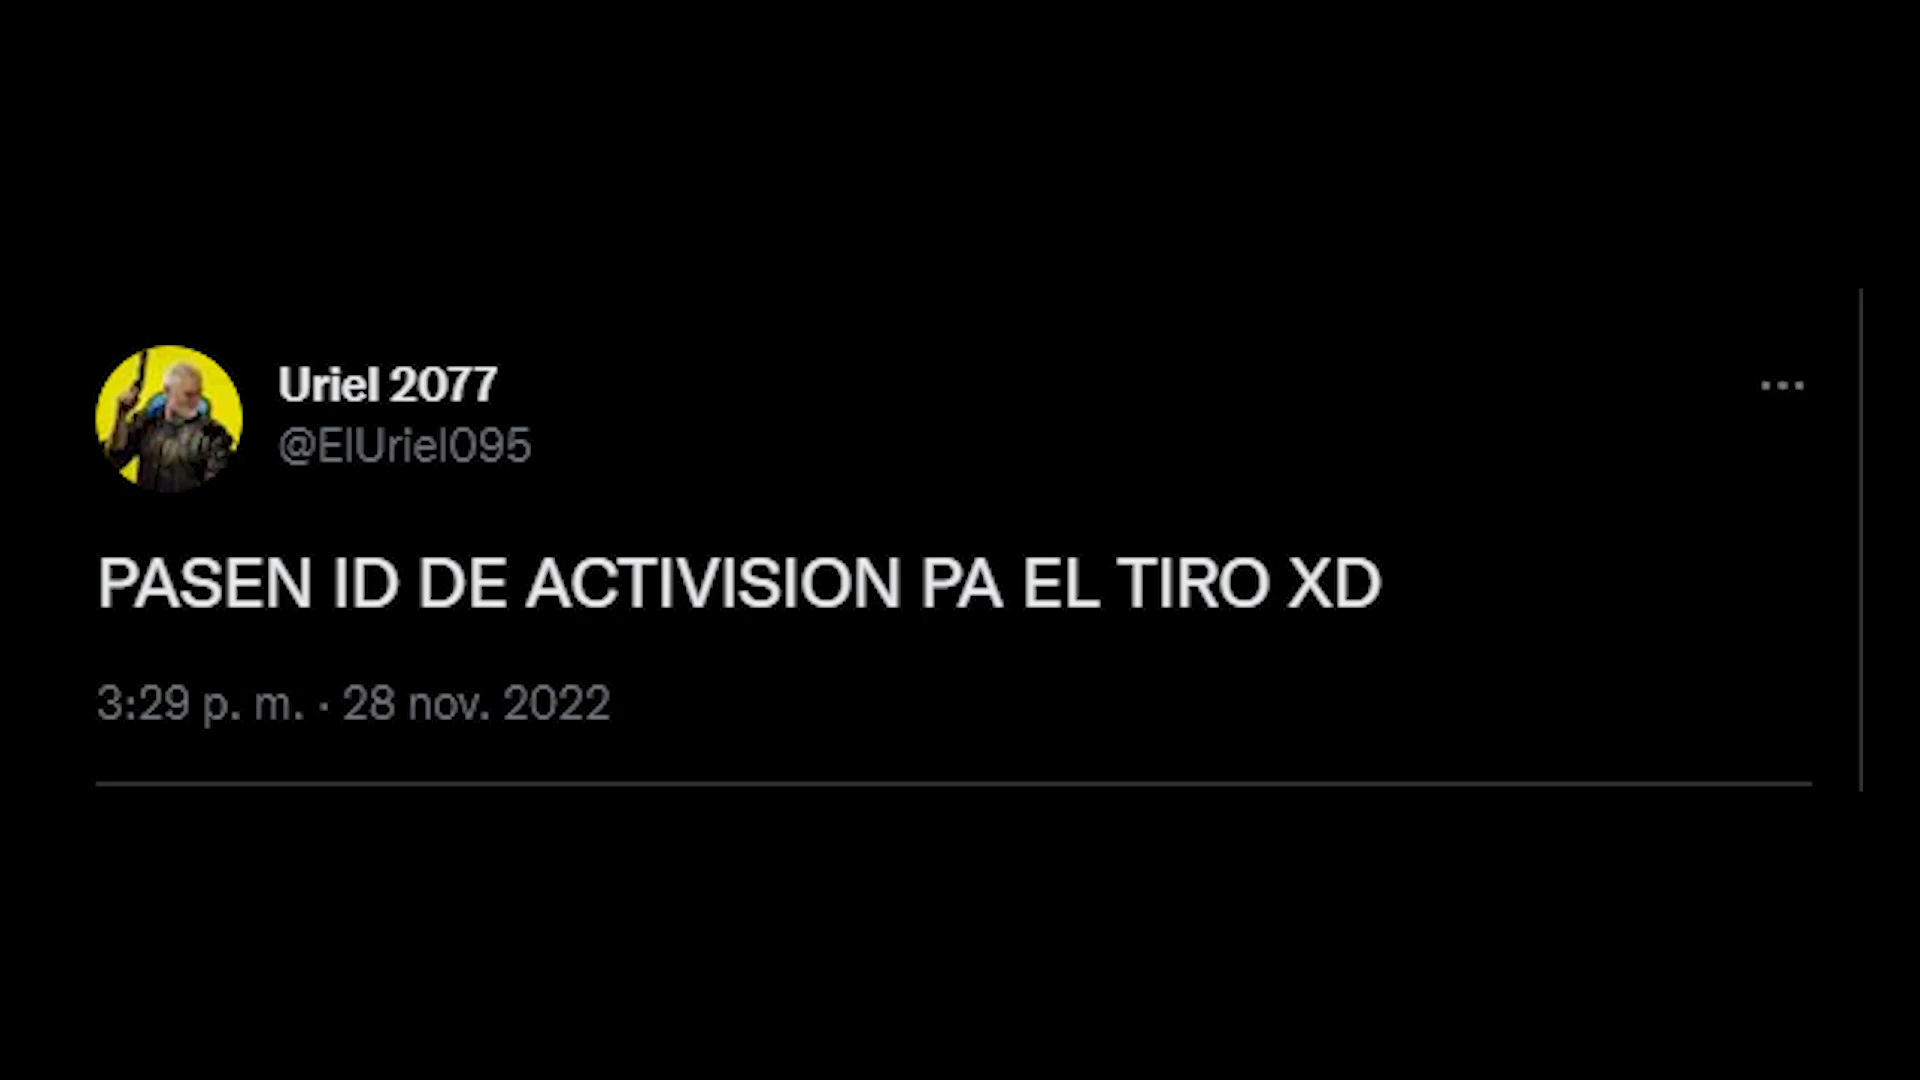 Uriel 2077
@ElUriel095
PASEN ID DE ACTIVISION PA EL TIRO XD
3:29 p. m. · 28 nov. 2022